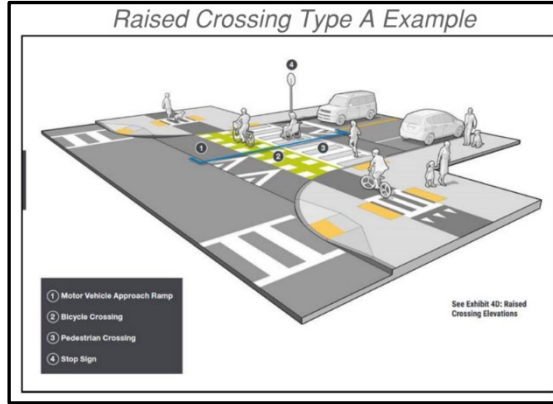 Raised Crossing Type A Example
4
1
2
3
1 Motor Vehicle Approach Ramp
2 Bicycle Crossing
3 Pedestrian Crossing
4 Stop Sign
See Exhibit 4D: Raised
Crossing Elevations